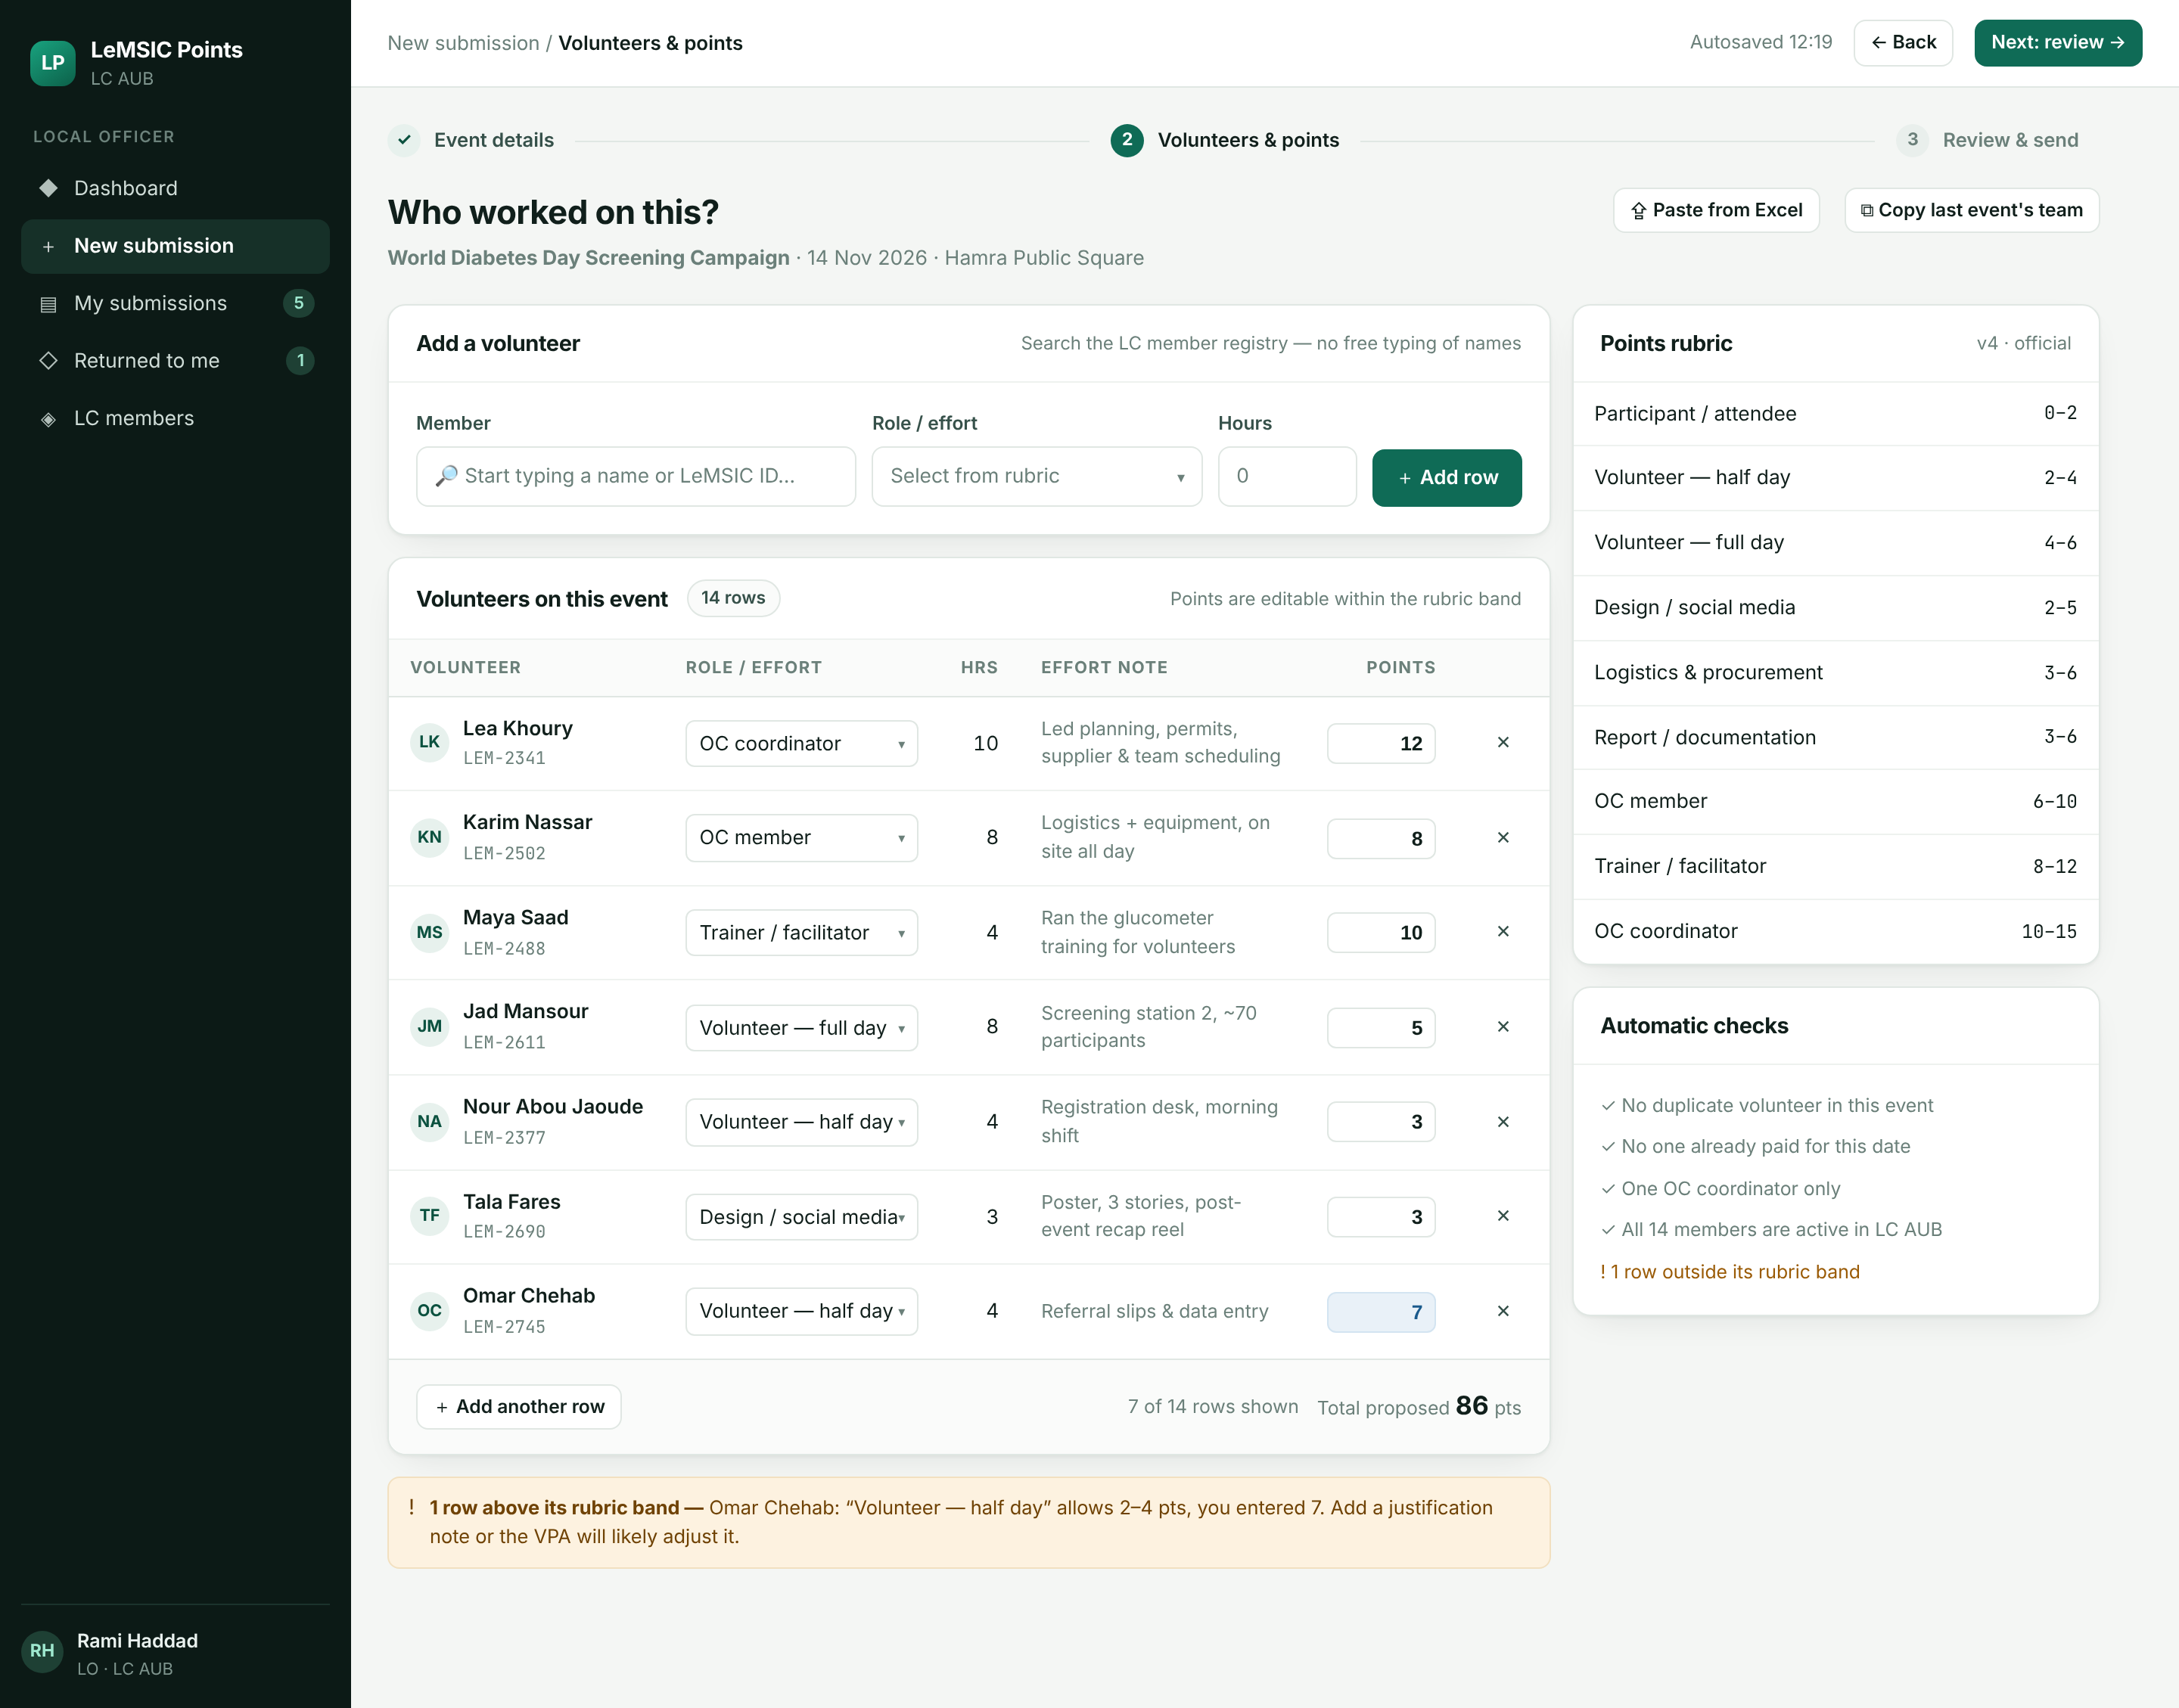 LP
LeMSIC Points
LC AUB
LOCAL OFFICER
◆ Dashboard
+ New submission
▤ My submissions 5
◇ Returned to me 1
◈ LC members
RH
Rami Haddad
LO · LC AUB
New submission / Volunteers & points
Autosaved 12:19
← Back
Next: review →
✓ Event details
2 Volunteers & points
3 Review & send
Who worked on this?
World Diabetes Day Screening Campaign · 14 Nov 2026 · Hamra Public Square
⇪ Paste from Excel
⧉ Copy last event's team
Add a volunteer
Search the LC member registry — no free typing of names
Member
🔎 Start typing a name or LeMSIC ID…
Role / effort
Select from rubric ▾
Hours
0
+ Add row
Volunteers on this event 14 rows
Points are editable within the rubric band
VOLUNTEER ROLE / EFFORT HRS EFFORT NOTE POINTS
LK Lea Khoury
LEM-2341
OC coordinator ▾
10
Led planning, permits,
supplier & team scheduling
12 ✕
KN Karim Nassar
LEM-2502
OC member ▾
8
Logistics + equipment, on
site all day
8 ✕
MS Maya Saad
LEM-2488
Trainer / facilitator ▾
4
Ran the glucometer
training for volunteers
10 ✕
JM Jad Mansour
LEM-2611
Volunteer — full day ▾
8
Screening station 2, ~70
participants
5 ✕
NA Nour Abou Jaoude
LEM-2377
Volunteer — half day ▾
4
Registration desk, morning
shift
3 ✕
TF Tala Fares
LEM-2690
Design / social media ▾
3
Poster, 3 stories, post-
event recap reel
3 ✕
OC Omar Chehab
LEM-2745
Volunteer — half day ▾
4
Referral slips & data entry
7 ✕
+ Add another row
7 of 14 rows shown Total proposed 86 pts
! 1 row above its rubric band — Omar Chehab: “Volunteer — half day” allows 2–4 pts, you entered 7. Add a justification
note or the VPA will likely adjust it.
Points rubric v4 · official
Participant / attendee 0–2
Volunteer — half day 2–4
Volunteer — full day 4–6
Design / social media 2–5
Logistics & procurement 3–6
Report / documentation 3–6
OC member 6–10
Trainer / facilitator 8–12
OC coordinator 10–15
Automatic checks
✓ No duplicate volunteer in this event
✓ No one already paid for this date
✓ One OC coordinator only
✓ All 14 members are active in LC AUB
! 1 row outside its rubric band